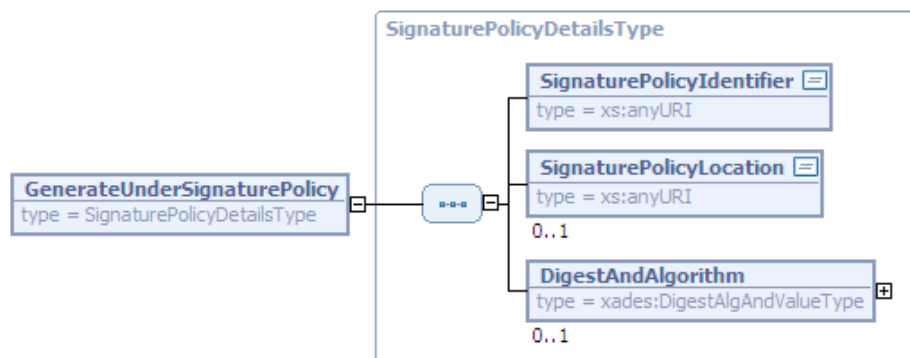 SignaturePolicyDetailsType
SignaturePolicyIdentifier
type = xs:anyURI
SignaturePolicyLocation
type = xs:anyURI
0..1
GenerateUnderSignaturePolicy
type = SignaturePolicyDetailsType
DigestAndAlgorithm
type = xades:DigestAlgAndValueType
0..1